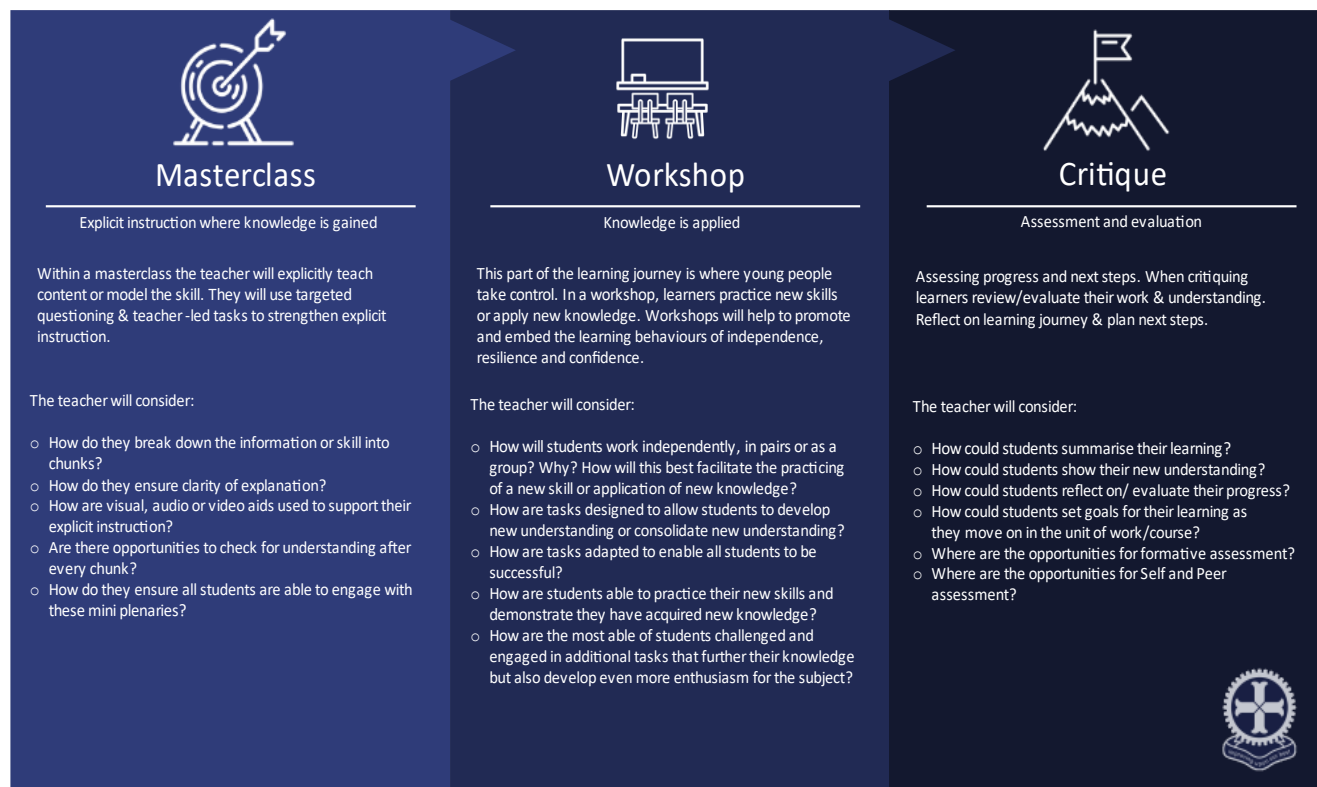 Masterclass
Explicit instruction where knowledge is gained
Within a masterclass the teacher will explicitly teach
content or model the skill. They will use targeted
questioning & teacher -led tasks to strengthen explicit
instruction.
The teacher will consider:
○ How do they break down the information or skill into
chunks?
○ How do they ensure clarity of explanation?
○ How are visual, audio or video aids used to support their
explicit instruction?
○ Are there opportunities to check for understanding after
every chunk?
○ How do they ensure all students are able to engage with
these mini plenaries?
Workshop
Knowledge is applied
This part of the learning journey is where young people
take control. In a workshop, learners practice new skills
or apply new knowledge. Workshops will help to promote
and embed the learning behaviours of independence,
resilience and confidence.
The teacher will consider:
○ How will students work independently, in pairs or as a
group? Why? How will this best facilitate the practicing
of a new skill or application of new knowledge?
○ How are tasks designed to allow students to develop
new understanding or consolidate new understanding?
○ How are tasks adapted to enable all students to be
successful?
○ How are students able to practice their new skills and
demonstrate they have acquired new knowledge?
○ How are the most able of students challenged and
engaged in additional tasks that further their knowledge
but also develop even more enthusiasm for the subject?
Critique
Assessment and evaluation
Assessing progress and next steps. When critiquing
learners review/evaluate their work & understanding.
Reflect on learning journey & plan next steps.
The teacher will consider:
○ How could students summarise their learning?
○ How could students show their new understanding?
○ How could students reflect on/ evaluate their progress?
○ How could students set goals for their learning as
they move on in the unit of work/course?
○ Where are the opportunities for formative assessment?
○ Where are the opportunities for Self and Peer
assessment?